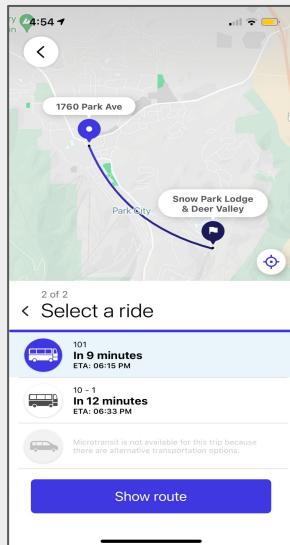 4:54
1760 Park Ave
Park City
Snow Park Lodge
& Deer Valley
2 of 2
Select a ride
101
In 9 minutes
ETA: 06:15 PM
10 - 1
In 12 minutes
ETA: 06:33 PM
Microtransit is not available for this trip because
there are alternative transportation options.
Show route